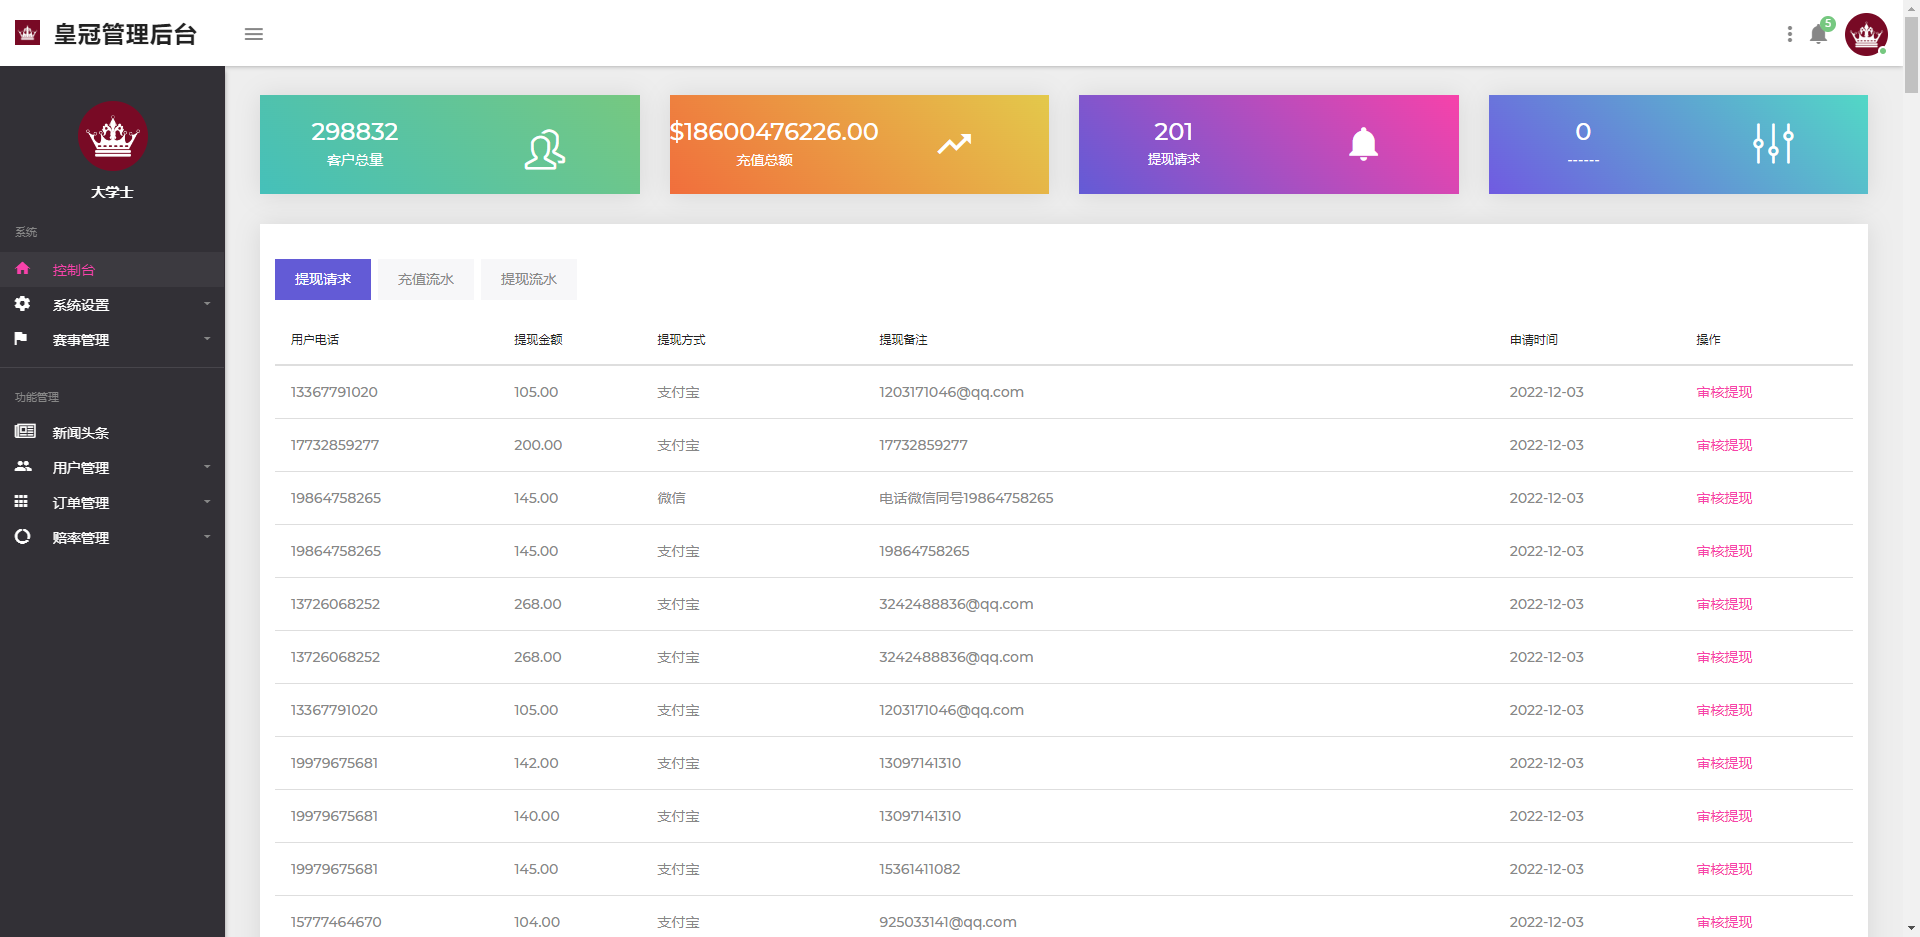 皇冠管理后台
5
大学士
系统
控制台
系统设置
赛事管理
功能管理
新闻头条
用户管理
订单管理
赔率管理
298832
客户总量
$18600476226.00
充值总额
201
提现请求
0
------
提现请求 充值流水 提现流水
用户电话 提现金额 提现方式 提现备注 申请时间 操作
13367791020 105.00 支付宝 1203171046@qq.com 2022-12-03 审核提现
17732859277 200.00 支付宝 17732859277 2022-12-03 审核提现
19864758265 145.00 微信 电话微信同号19864758265 2022-12-03 审核提现
19864758265 145.00 支付宝 19864758265 2022-12-03 审核提现
13726068252 268.00 支付宝 3242488836@qq.com 2022-12-03 审核提现
13726068252 268.00 支付宝 3242488836@qq.com 2022-12-03 审核提现
13367791020 105.00 支付宝 1203171046@qq.com 2022-12-03 审核提现
19979675681 142.00 支付宝 13097141310 2022-12-03 审核提现
19979675681 140.00 支付宝 13097141310 2022-12-03 审核提现
19979675681 145.00 支付宝 15361411082 2022-12-03 审核提现
15777464670 104.00 支付宝 925033141@qq.com 2022-12-03 审核提现